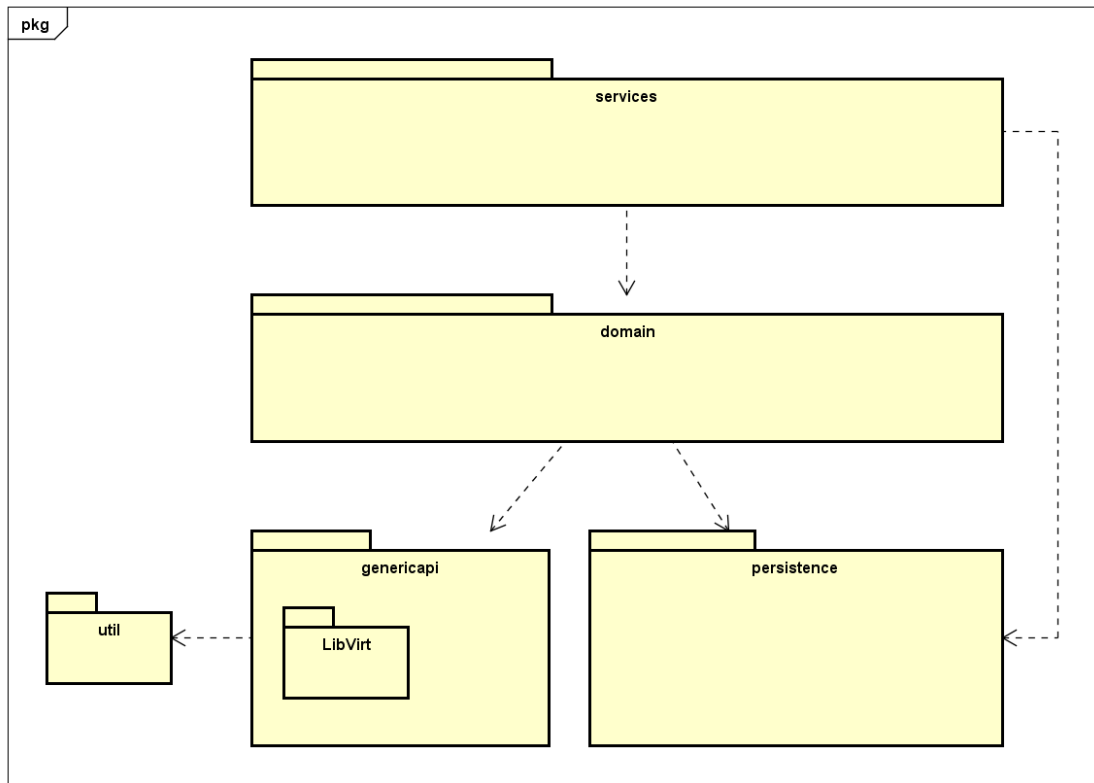 pkg
services
domain
genericapi
persistence
util
LibVirt